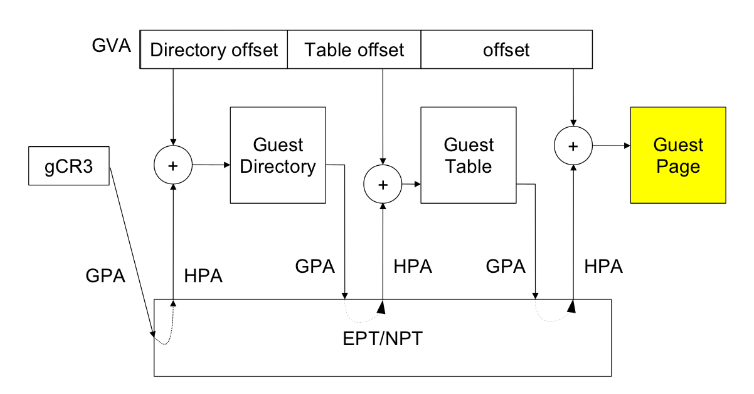 GVA
Directory offset
Table offset
offset
gCR3
+
Guest
Directory
+
Guest
Table
+
Guest
Page
GPA
HPA
GPA
HPA
GPA
HPA
EPT/NPT